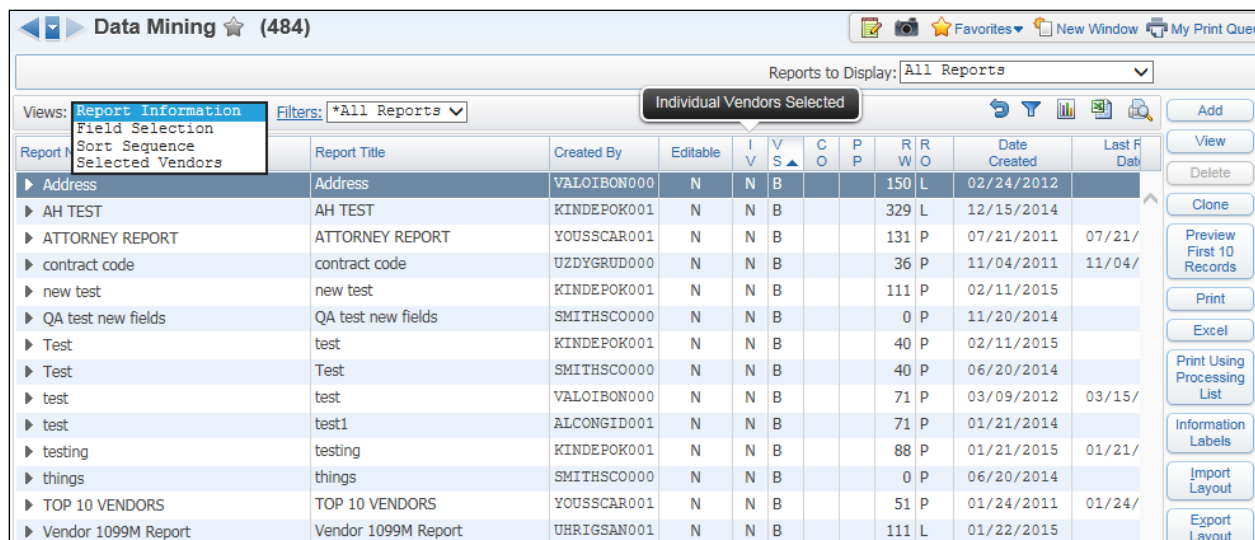 Data Mining (484)
Favorites New Window My Print Queu
Reports to Display: All Reports
Views: Report Information Filters: *All Reports Individual Vendors Selected
Field Selection
Sort Sequence
Selected Vendors
Report N Report Title Created By Editable I V V S C O P P R W R O Date Created Last R Date
Address Address VALOIBON000 N N B 150 L 02/24/2012
AH TEST AH TEST KINDEPOK001 N N B 329 L 12/15/2014
ATTORNEY REPORT ATTORNEY REPORT YOUSSCAR001 N N B 131 P 07/21/2011 07/21/
contract code contract code UZDYGRUD000 N N B 36 P 11/04/2011 11/04/
new test new test KINDEPOK001 N N B 111 P 02/11/2015
QA test new fields QA test new fields SMITHSCO000 N N B 0 P 11/20/2014
Test test KINDEPOK001 N N B 40 P 02/11/2015
Test Test SMITHSCO000 N N B 40 P 06/20/2014
test test VALOIBON000 N N B 71 P 03/09/2012 03/15/
test test1 ALCONGID001 N N B 71 P 01/21/2014
testing testing KINDEPOK001 N N B 88 P 01/21/2015 01/21/
things things SMITHSCO000 N N B 0 P 06/20/2014
TOP 10 VENDORS TOP 10 VENDORS YOUSSCAR001 N N B 51 P 01/24/2011 01/24/
Vendor 1099M Report Vendor 1099M Report UHRIGSAN001 N N B 111 L 01/22/2015
Add
View
Delete
Clone
Preview
First 10
Records
Print
Excel
Print Using
Processing
List
Information
Labels
Import
Layout
Export
Layout